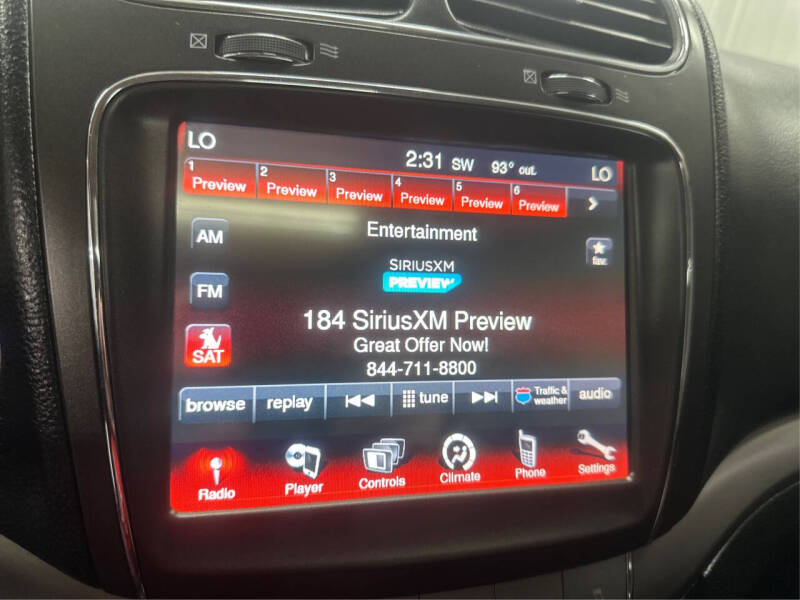 LO 2:31 SW 93° out. LO
1 Preview 2 Preview 3 Preview 4 Preview 5 Preview 6 Preview
Entertainment
AM
fav.
SIRIUSXM
PREVIEW
FM
184 SiriusXM Preview
SAT
Great Offer Now!
844-711-8800
browse replay tune Traffic & weather audio
Radio Player Controls Climate Phone Settings